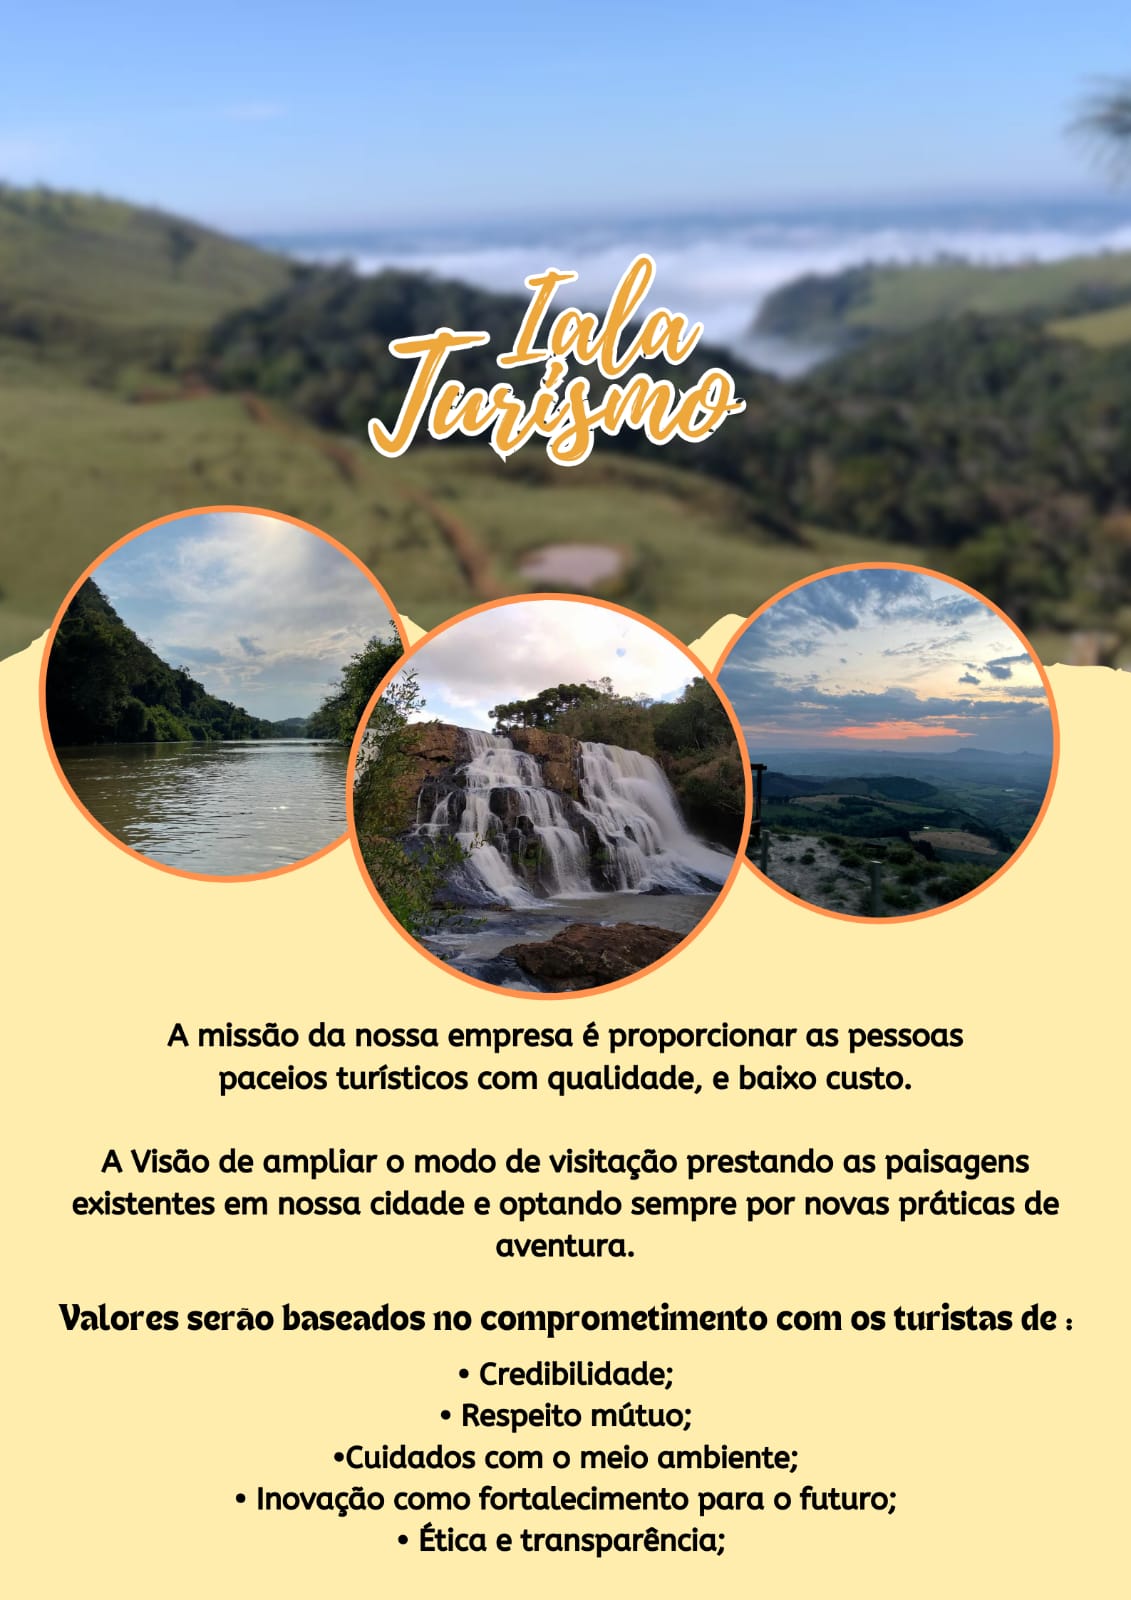 Iala
Turismo
A missão da nossa empresa é proporcionar as pessoas
paceios turísticos com qualidade, e baixo custo.
A Visão de ampliar o modo de visitação prestando as paisagens
existentes em nossa cidade e optando sempre por novas práticas de
aventura.
Valores serão baseados no comprometimento com os turistas de :
• Credibilidade;
• Respeito mútuo;
•Cuidados com o meio ambiente;
• Inovação como fortalecimento para o futuro;
• Ética e transparência;